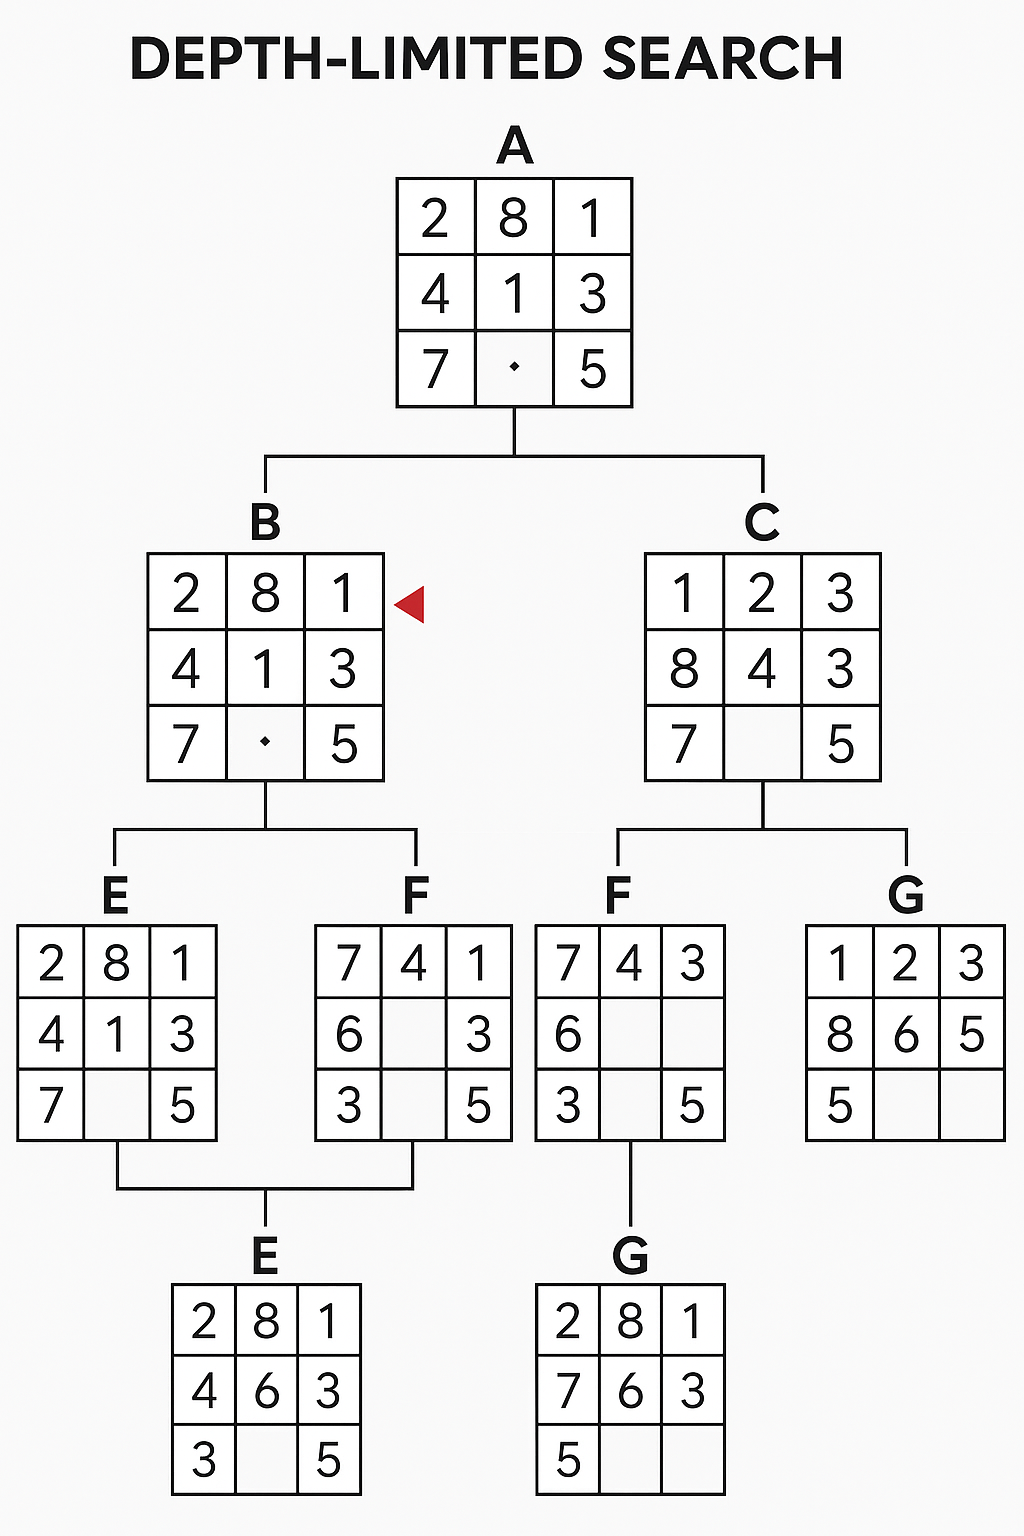 DEPTH-LIMITED SEARCH
A
2 8 1
4 1 3
7 · 5
B C
2 8 1 1 2 3
4 1 3 8 4 3
7 · 5 7 5
E F F G
2 8 1 7 4 1 7 4 3 1 2 3
4 1 3 6 3 6 8 6 5
7 5 3 5 3 5 5
E G
2 8 1 2 8 1
4 6 3 7 6 3
3 5 5